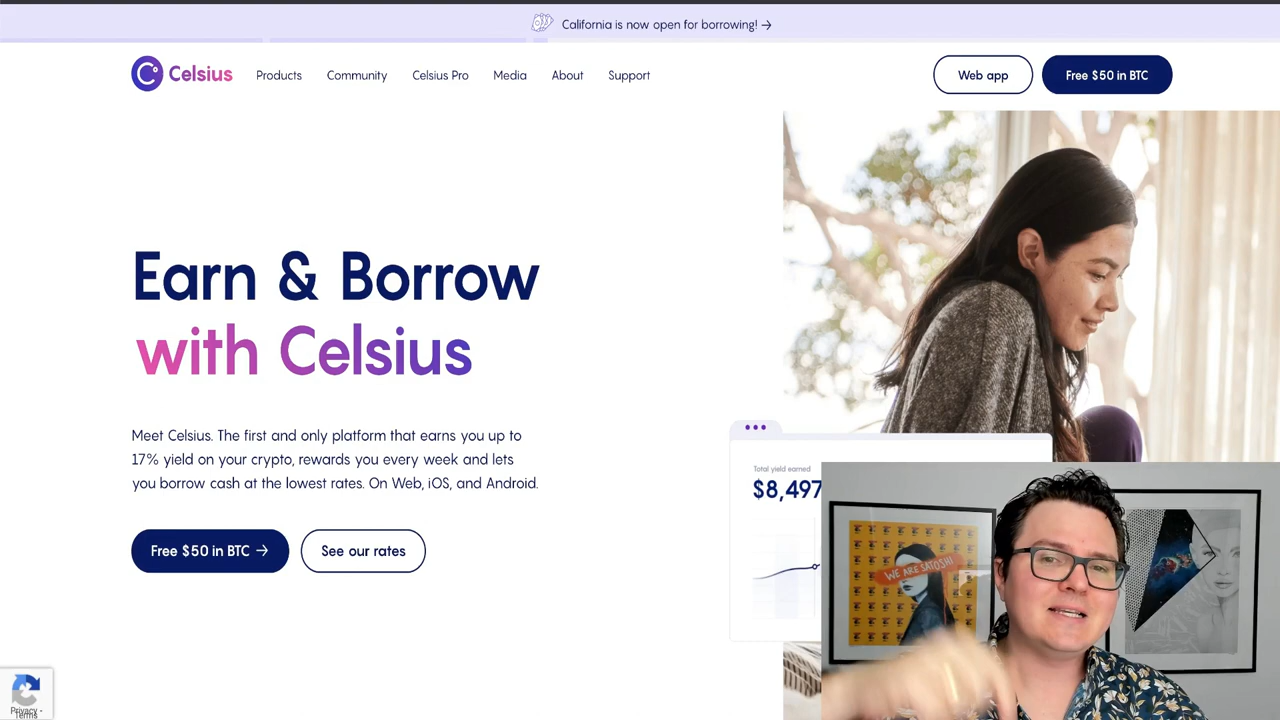 California is now open for borrowing! →
Celsius
Products
Community
Celsius Pro
Media
About
Support
Web app
Free $50 in BTC
Earn & Borrow
with Celsius
Meet Celsius. The first and only platform that earns you up to
17% yield on your crypto, rewards you every week and lets
you borrow cash at the lowest rates. On Web, iOS, and Android.
Free $50 in BTC →
See our rates
Total yield earned
$8,497
WE ARE SATOSHI
Privacy -
Terms